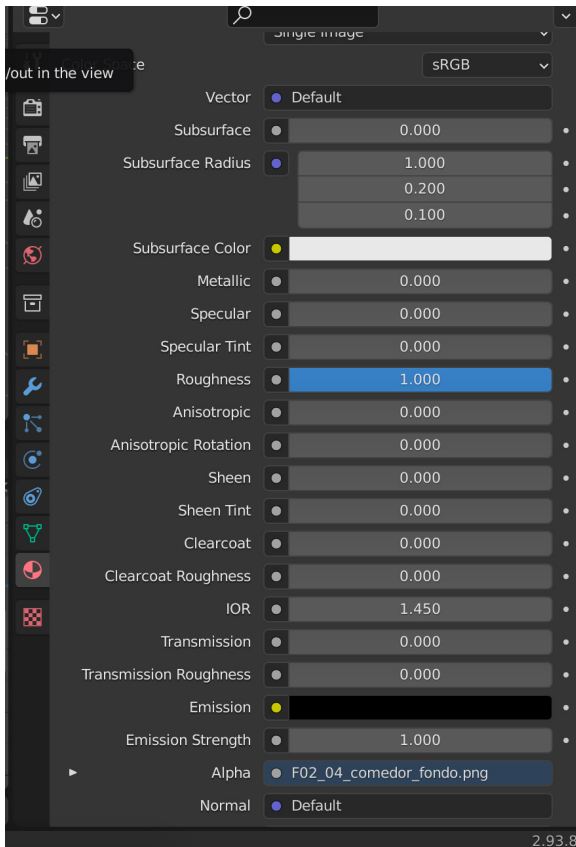 Single Image
Space sRGB
/out in the view
Vector Default
Subsurface 0.000
Subsurface Radius 1.000
0.200
0.100
Subsurface Color
Metallic 0.000
Specular 0.000
Specular Tint 0.000
Roughness 1.000
Anisotropic 0.000
Anisotropic Rotation 0.000
Sheen 0.000
Sheen Tint 0.000
Clearcoat 0.000
Clearcoat Roughness 0.000
IOR 1.450
Transmission 0.000
Transmission Roughness 0.000
Emission
Emission Strength 1.000
Alpha F02_04_comedor_fondo.png
Normal Default
2.93.8